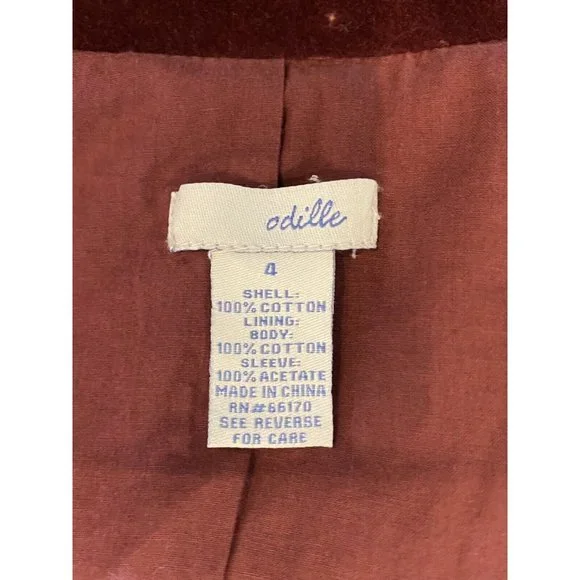 odille
4
SHELL:
100% COTTON
LINING:
BODY:
100% COTTON
SLEEVE:
100% ACETATE
MADE IN CHINA
RN#66170
SEE REVERSE
FOR CARE